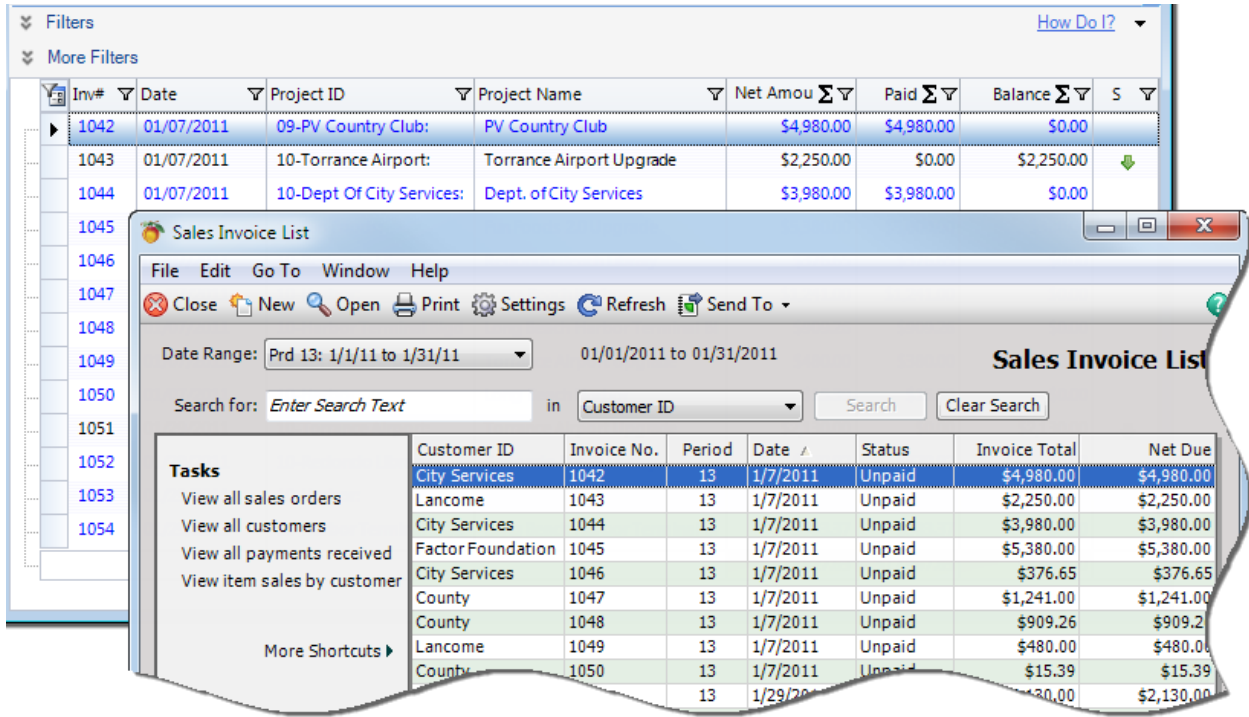 Filters How Do I?
More Filters
Inv# Date Project ID Project Name Net Amou Σ Paid Σ Balance Σ S
1042 01/07/2011 09-PV Country Club: PV Country Club $4,980.00 $4,980.00 $0.00
1043 01/07/2011 10-Torrance Airport: Torrance Airport Upgrade $2,250.00 $0.00 $2,250.00
1044 01/07/2011 10-Dept Of City Services: Dept. of City Services $3,980.00 $3,980.00 $0.00
1045
1046
1047
1048
1049
1050
1051
1052
1053
1054
Sales Invoice List
File Edit Go To Window Help
Close New Open Print Settings Refresh Send To
Date Range: Prd 13: 1/1/11 to 1/31/11 01/01/2011 to 01/31/2011 Sales Invoice List
Search for: Enter Search Text in Customer ID Search Clear Search
Tasks
View all sales orders
View all customers
View all payments received
View item sales by customer
More Shortcuts
Customer ID Invoice No. Period Date Status Invoice Total Net Due
City Services 1042 13 1/7/2011 Unpaid $4,980.00 $4,980.00
Lancome 1043 13 1/7/2011 Unpaid $2,250.00 $2,250.00
City Services 1044 13 1/7/2011 Unpaid $3,980.00 $3,980.00
Factor Foundation 1045 13 1/7/2011 Unpaid $5,380.00 $5,380.00
City Services 1046 13 1/7/2011 Unpaid $376.65 $376.65
County 1047 13 1/7/2011 Unpaid $1,241.00 $1,241.00
County 1048 13 1/7/2011 Unpaid $909.26 $909.2
Lancome 1049 13 1/7/2011 Unpaid $480.00 $480.0
County 1050 13 1/7/2011 Unpaid $15.39 $15.39
13 1/29/20 130.00 $2,130.00